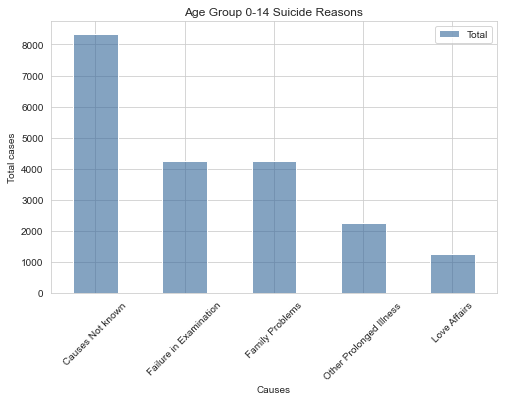 Age Group 0-14 Suicide Reasons
Total
8000
7000
6000
5000
4000
3000
2000
1000
0
Total cases
Causes Not known
Failure in Examination
Family Problems
Other Prolonged Illness
Love Affairs
Causes